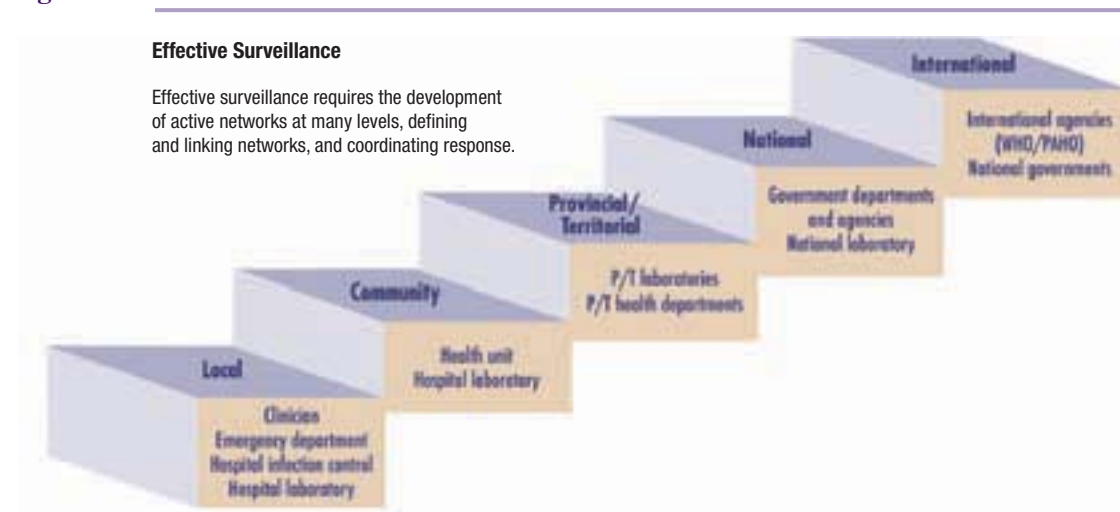 Effective Surveillance
Effective surveillance requires the development
of active networks at many levels, defining
and linking networks, and coordinating response.
International
International agencies
(WHO/PAHO)
National governments
National
Government departments
and agencies
National laboratory
Provincial/
Territorial
P/T laboratories
P/T health departments
Community
Health unit
Hospital laboratory
Local
Clinician
Emergency department
Hospital infection control
Hospital laboratory